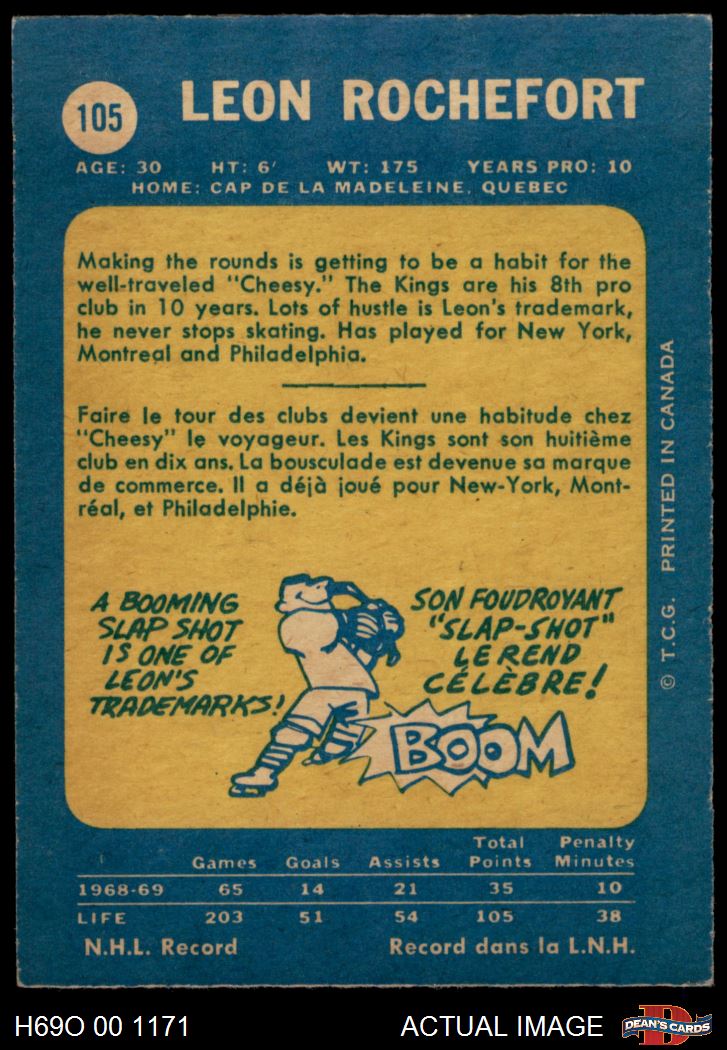 105
LEON ROCHEFORT
AGE: 30 HT: 6' WT: 175 YEARS PRO: 10
HOME: CAP DE LA MADELEINE, QUEBEC
Making the rounds is getting to be a habit for the
well-traveled "Cheesy." The Kings are his 8th pro
club in 10 years. Lots of hustle is Leon's trademark,
he never stops skating. Has played for New York,
Montreal and Philadelphia.
Faire le tour des clubs devient une habitude chez
"Cheesy" le voyageur. Les Kings sont son huitième
club en dix ans. La bousculade est devenue sa marque
de commerce. Il a déjà joué pour New-York, Mont-
réal, et Philadelphie.
A BOOMING
SLAP SHOT
IS ONE OF
LEON'S
TRADEMARKS!
SON FOUDROYANT
"SLAP-SHOT"
LE REND
CÉLÈBRE!
BOOM
© T.C.G. PRINTED IN CANADA
Games Goals Assists Total Points Penalty Minutes
1968-69 65 14 21 35 10
LIFE 203 51 54 105 38
N.H.L. Record Record dans la L.N.H.
H69O 00 1171 ACTUAL IMAGE
D
DEAN'S CARDS